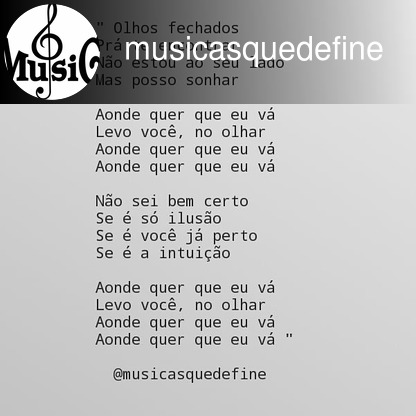 Music
musicasquedefine
" Olhos fechados
Não estou ao seu lado
Mas posso sonhar
Aonde quer que eu vá
Levo você, no olhar
Aonde quer que eu vá
Aonde quer que eu vá
Não sei bem certo
Se é só ilusão
Se é você já perto
Se é a intuição
Aonde quer que eu vá
Levo você, no olhar
Aonde quer que eu vá
Aonde quer que eu vá "
@musicasquedefine